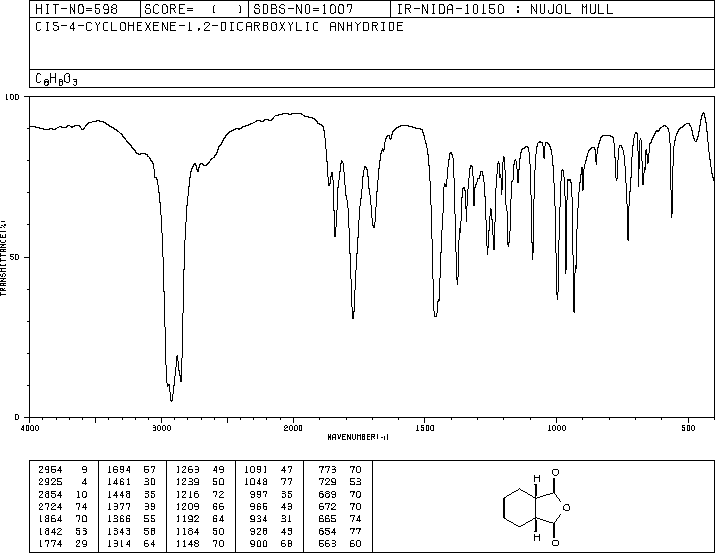 HIT-NO=598 SCORE= ( ) SDBS-NO=1007 IR-NIDA-10150 : NUJOL MULL
CIS-4-CYCLOHEXENE-1,2-DICARBOXYLIC ANHYDRIDE
C8H8O3
100
50
0
TRANSMITTANCE(%)
4000 3000 2000 1500 1000 500
WAVENUMBER(-1)
2964 9 1694 57 1263 49 1091 47 773 70
2925 4 1461 30 1239 50 1048 77 729 53
2854 10 1448 35 1216 72 997 35 689 70
2724 74 1377 39 1209 66 966 43 672 70
1864 70 1366 55 1192 64 934 31 665 74
1842 53 1343 58 1184 50 928 43 654 77
1774 29 1314 64 1148 70 900 68 563 60
O
H
O
H
O